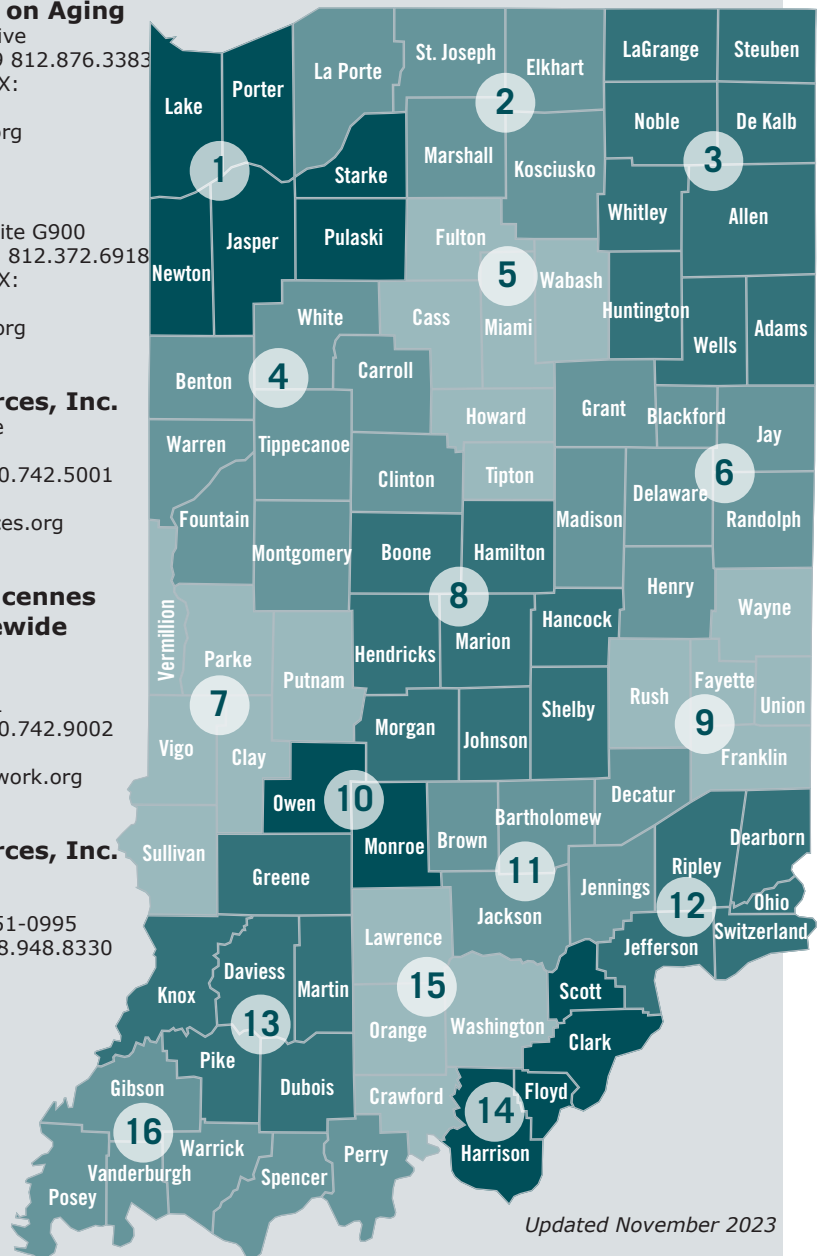 on Aging
ive
9 812.876.3383
X:
org
ite G900
812.372.6918
X:
org
rces, Inc.
e
0.742.5001
ces.org
cennes
ewide
0.742.9002
work.org
rces, Inc.
51-0995
8.948.8330
LaGrange
Steuben
St. Joseph
Elkhart
La Porte
Porter
Lake
2
Noble
De Kalb
3
Marshall
Kosciusko
1
Starke
Whitley
Allen
Jasper
Pulaski
Fulton
Newton
5
Wabash
Huntington
White
Cass
Miami
Wells
Adams
Benton
4
Carroll
Howard
Grant
Blackford
Jay
Warren
Tippecanoe
Clinton
Tipton
6
Delaware
Fountain
Madison
Randolph
Montgomery
Boone
Hamilton
8
Henry
Wayne
Vermillion
Hancock
Parke
Hendricks
Marion
Putnam
Fayette
Rush
Union
7
Shelby
9
Vigo
Clay
Morgan
Johnson
Franklin
Owen
10
Decatur
Bartholomew
Dearborn
Sullivan
Monroe
Brown
Ripley
Greene
11
Jennings
12
Ohio
Jackson
Switzerland
Lawrence
Jefferson
Daviess
Martin
15
Scott
Knox
13
Orange
Washington
Clark
Pike
Gibson
Dubois
Crawford
Floyd
14
16
Warrick
Perry
Harrison
Vanderburgh
Spencer
Posey
Updated November 2023